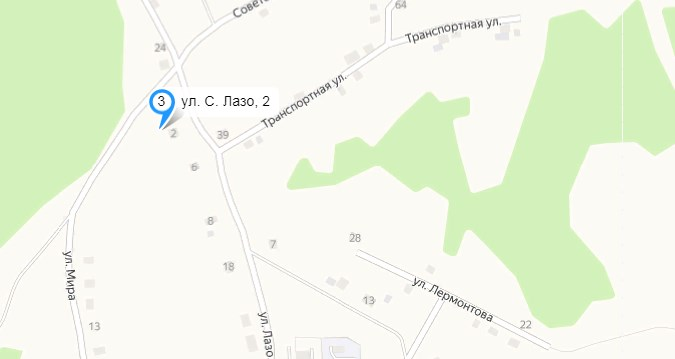 64
Советс
Транспортная ул.
24
3
ул. С. Лазо, 2
Транспортная ул.
2
39
6
8
7
28
18
ул. Мира
13
ул. Лермонтова
13
ул. Лазо
22